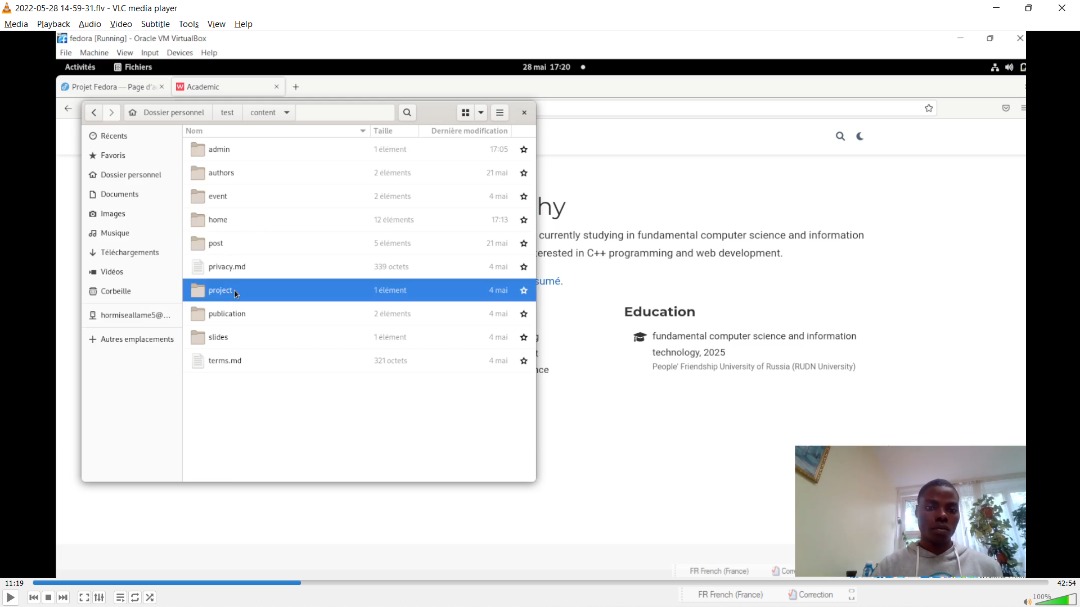 2022-05-28 14-59-31.flv - VLC media player
Media Playback Audio Video Subtitle Tools View Help
fedora [Running] - Oracle VM VirtualBox
File Machine View Input Devices Help
Activités Fichiers 28 mai 17:20
Projet Fedora — Page d'a Academic
Dossier personnel test content
Nom Taille Dernière modification
Récents
Favoris
Dossier personnel
Documents
Images
Musique
Téléchargements
Vidéos
Corbeille
hormiseallame5@...
Autres emplacements
admin 1 élément 17:05
authors 2 éléments 21 mai
event 2 éléments 4 mai
home 12 éléments 17:13
post 5 éléments 21 mai
privacy.md 339 octets 4 mai
project 1 élément 4 mai
publication 2 éléments 4 mai
slides 1 élément 4 mai
terms.md 321 octets 4 mai
hy
currently studying in fundamental computer science and information
erested in C++ programming and web development.
sumé.
Education
fundamental computer science and information
technology, 2025
People' Friendship University of Russia (RUDN University)
nce
FR French (France) Com
11:19 42:54
FR French (France) Correction
100%